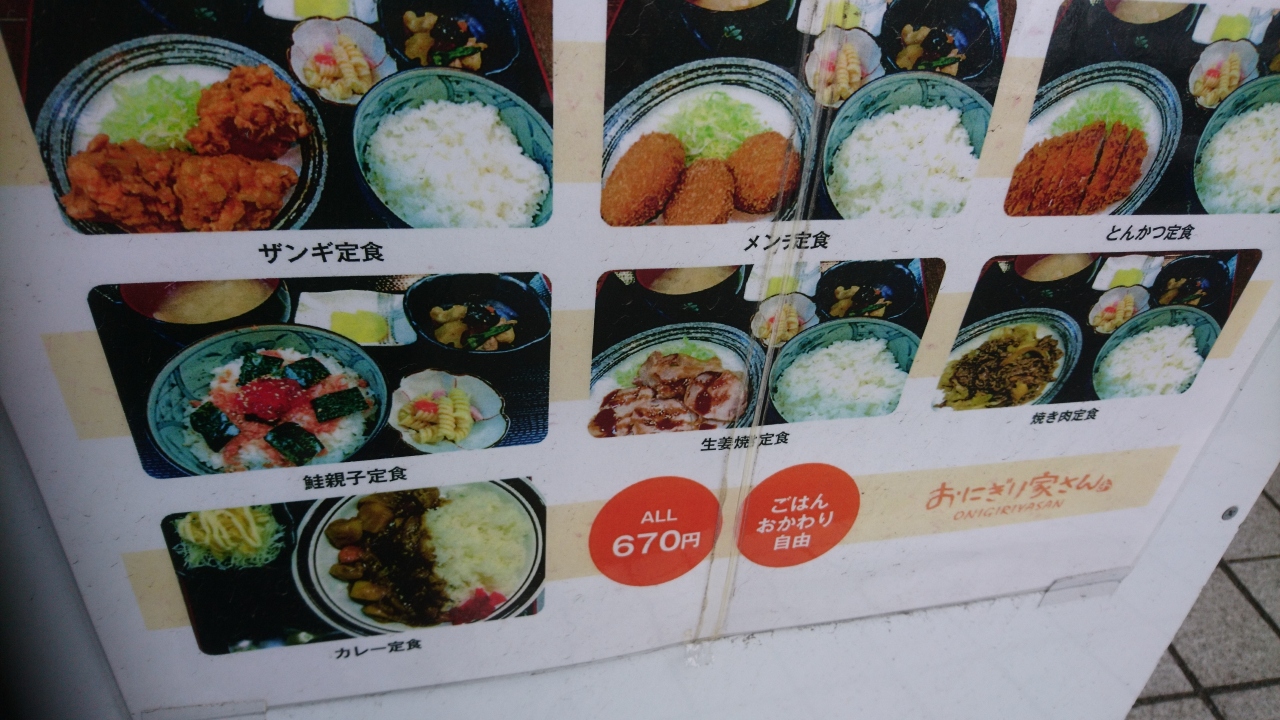 ザンギ定食
メンチ定食
とんかつ定食
鮭親子定食
生姜焼き定食
焼き肉定食
カレー定食
ALL
670円
ごはん
おかわり
自由
おにぎり家さんは
ONIGIRIYASAN